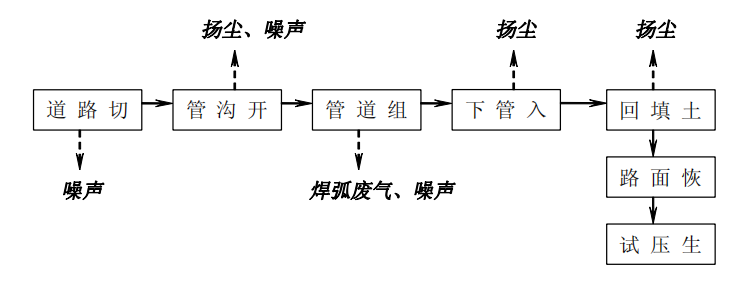 扬尘、噪声
扬尘
扬尘
道路切
管沟开
管道组
下管入
回填土
噪声
焊弧废气、噪声
路面恢
试压生